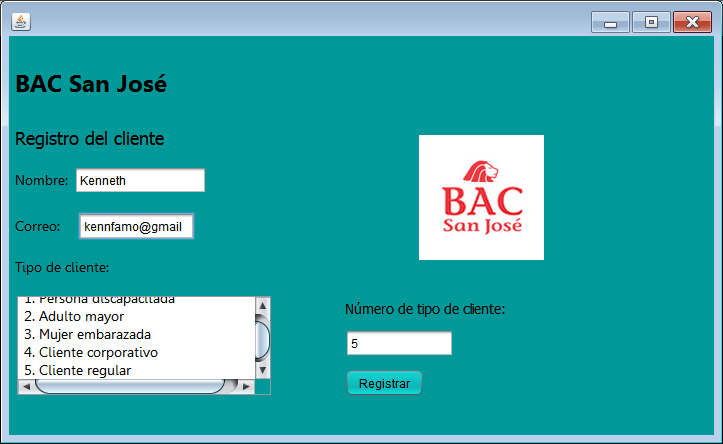 BAC San José
Registro del cliente
Nombre: Kenneth
Correo: kennfamo@gmail
Tipo de cliente:
1. Persona discapacitada
2. Adulto mayor
3. Mujer embarazada
4. Cliente corporativo
5. Cliente regular
BAC
San José
Número de tipo de cliente:
5
Registrar